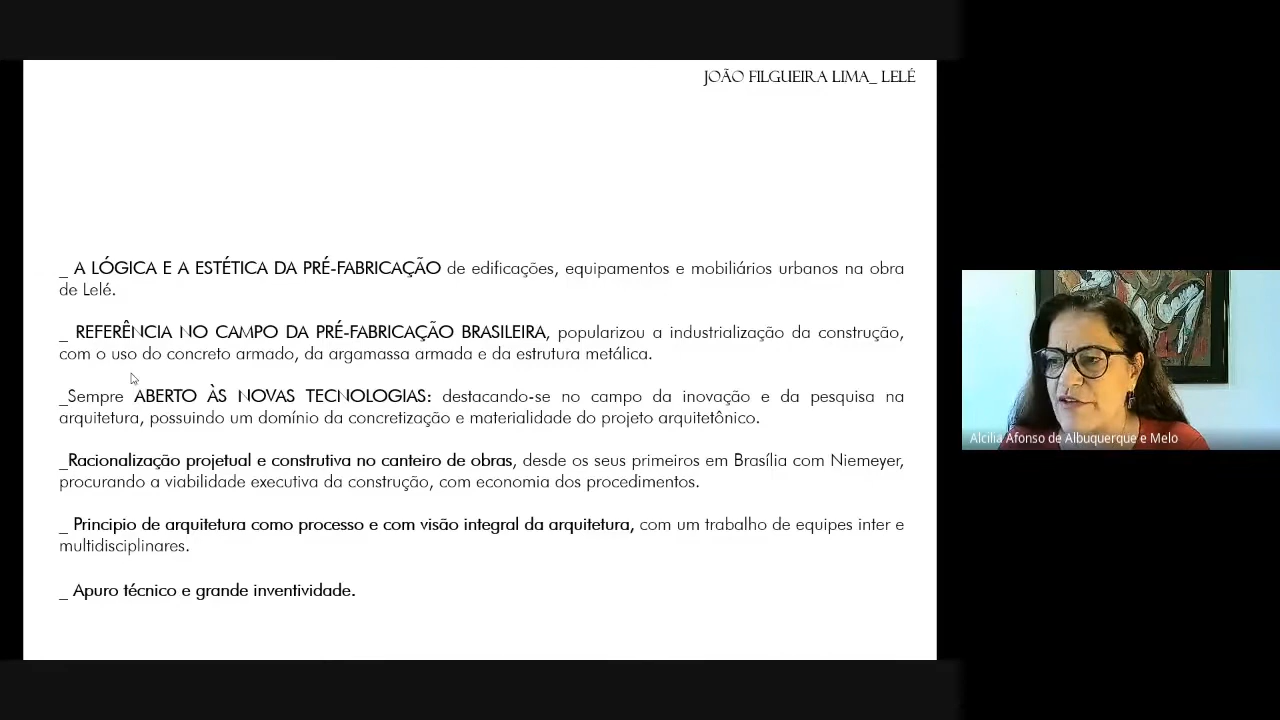 JOÃO FILGUEIRA LIMA_ LELÉ
_ A LÓGICA E A ESTÉTICA DA PRÉ-FABRICAÇÃO de edificações, equipamentos e mobiliários urbanos na obra
de Lelé.
_ REFERÊNCIA NO CAMPO DA PRÉ-FABRICAÇÃO BRASILEIRA, popularizou a industrialização da construção,
com o uso do concreto armado, da argamassa armada e da estrutura metálica.
_Sempre ABERTO ÀS NOVAS TECNOLOGIAS: destacando-se no campo da inovação e da pesquisa na
arquitetura, possuindo um domínio da concretização e materialidade do projeto arquitetônico.
_Racionalização projetual e construtiva no canteiro de obras, desde os seus primeiros em Brasília com Niemeyer,
procurando a viabilidade executiva da construção, com economia dos procedimentos.
_ Principio de arquitetura como processo e com visão integral da arquitetura, com um trabalho de equipes inter e
multidisciplinares.
_ Apuro técnico e grande inventividade.
Alcilia Afonso de Albuquerque e Melo